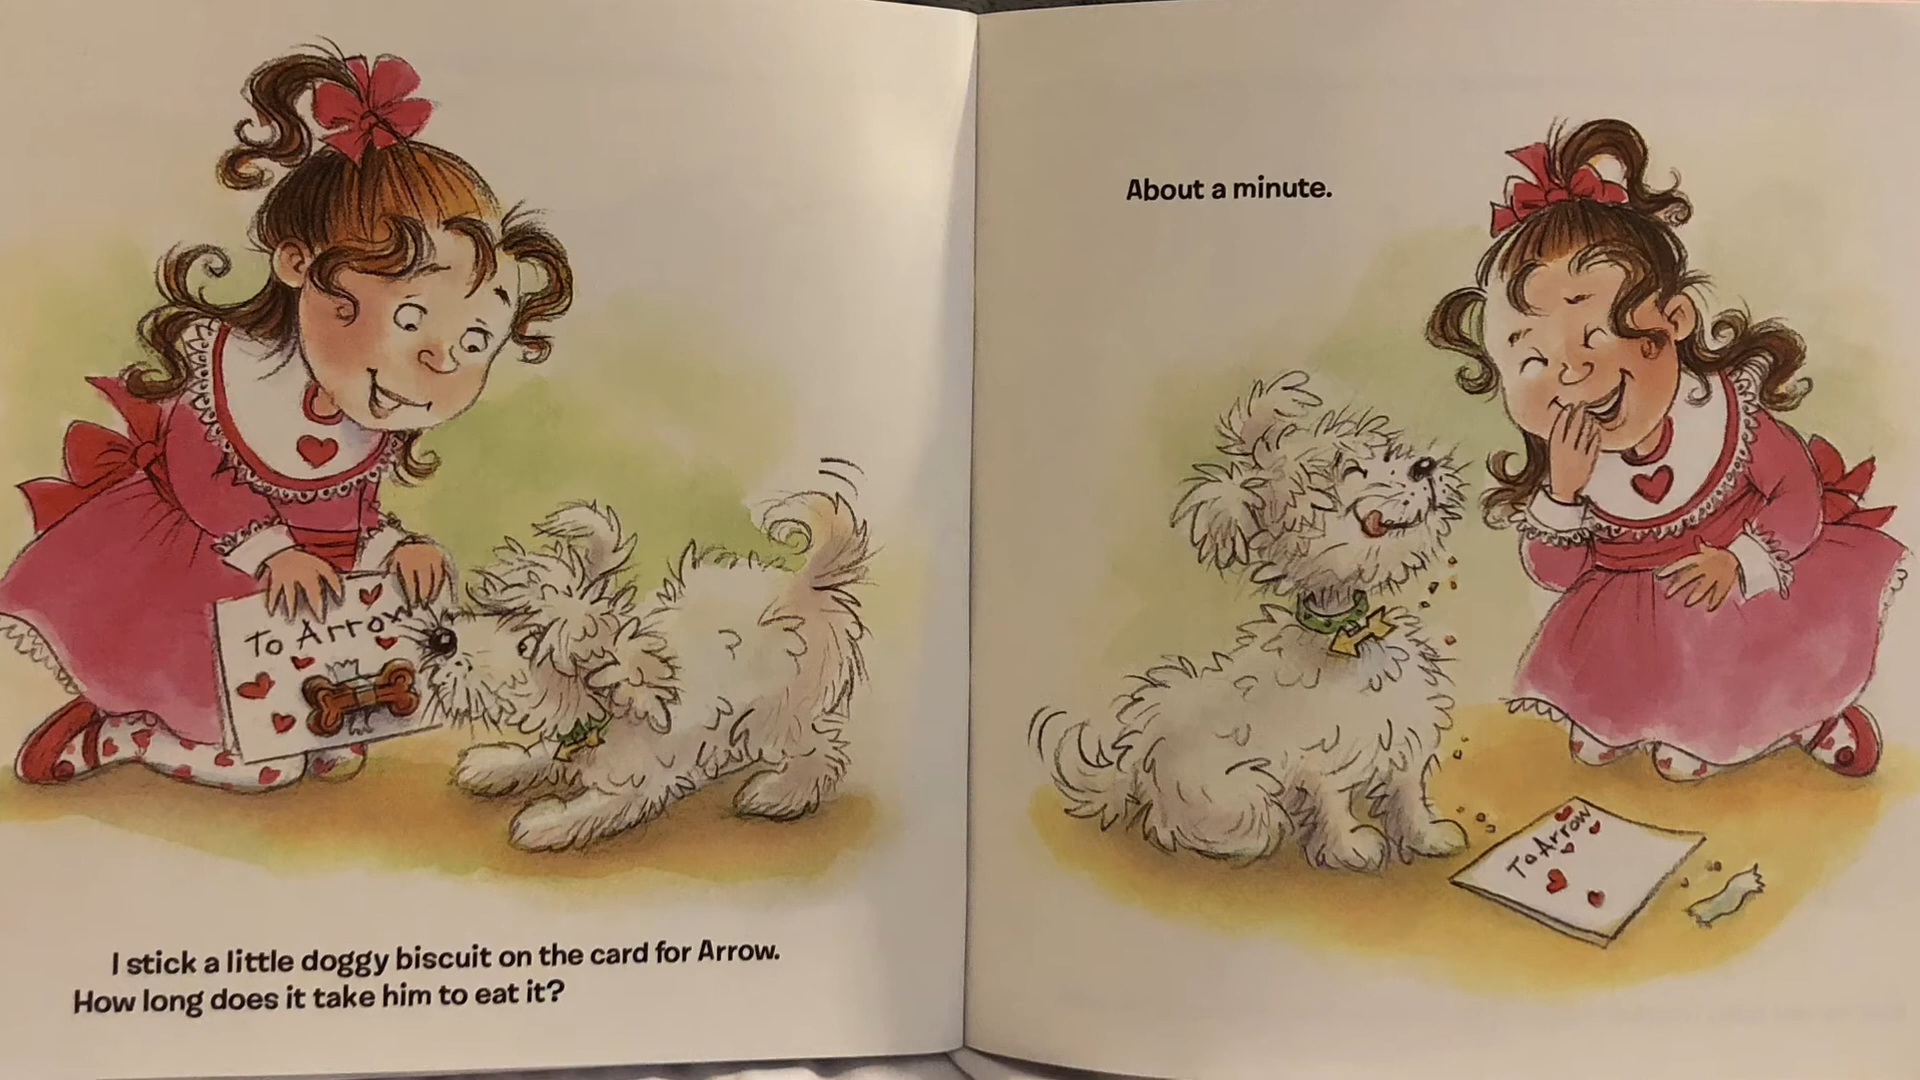 To Arrow
I stick a little doggy biscuit on the card for Arrow.
How long does it take him to eat it?
About a minute.
To Arrow